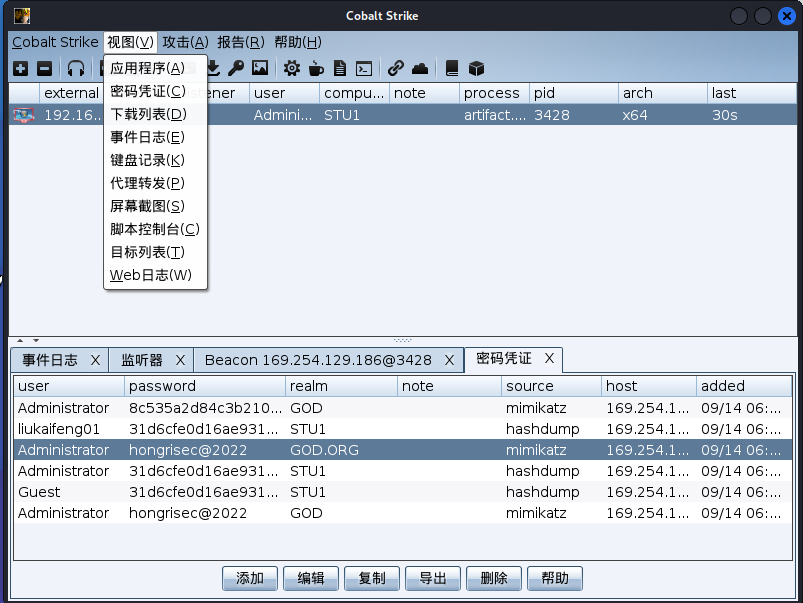 Cobalt Strike
Cobalt Strike 视图(V) 攻击(A) 报告(R) 帮助(H)
应用程序(A)
密码凭证(C)
下载列表(D)
事件日志(E)
键盘记录(K)
代理转发(P)
屏幕截图(S)
脚本控制台(C)
目标列表(T)
Web日志(W)
external ener user compu... note process pid arch last
192.16... Admini... STU1 artifact.... 3428 x64 30s
事件日志 X 监听器 X Beacon 169.254.129.186@3428 X 密码凭证 X
user password realm note source host added
Administrator 8c535a2d84c3b210... GOD mimikatz 169.254.1... 09/14 06:...
liukaifeng01 31d6cfe0d16ae931... STU1 hashdump 169.254.1... 09/14 06:...
Administrator hongrisec@2022 GOD.ORG mimikatz 169.254.1... 09/14 06:...
Administrator 31d6cfe0d16ae931... STU1 hashdump 169.254.1... 09/14 06:...
Guest 31d6cfe0d16ae931... STU1 hashdump 169.254.1... 09/14 06:...
Administrator hongrisec@2022 GOD mimikatz 169.254.1... 09/14 06:...
添加 编辑 复制 导出 删除 帮助